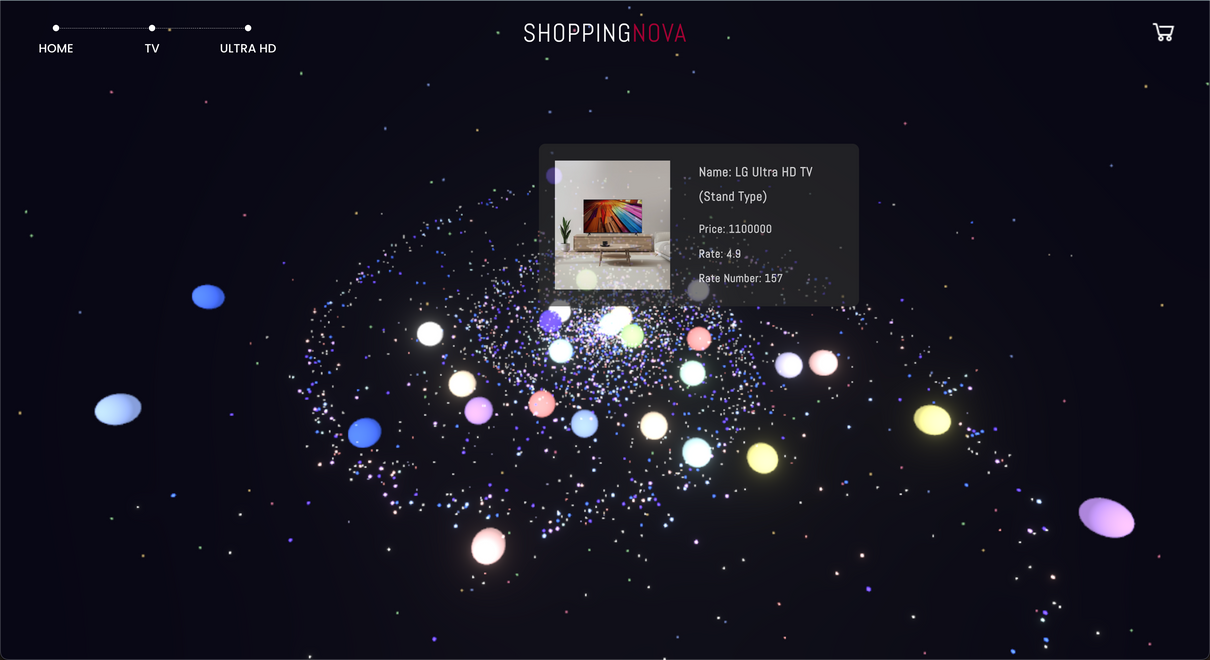 HOME
TV
ULTRA HD
SHOPPINGNOVA
Name: LG Ultra HD TV
(Stand Type)
Price: 1100000
Rate: 4.9
Rate Number: 157